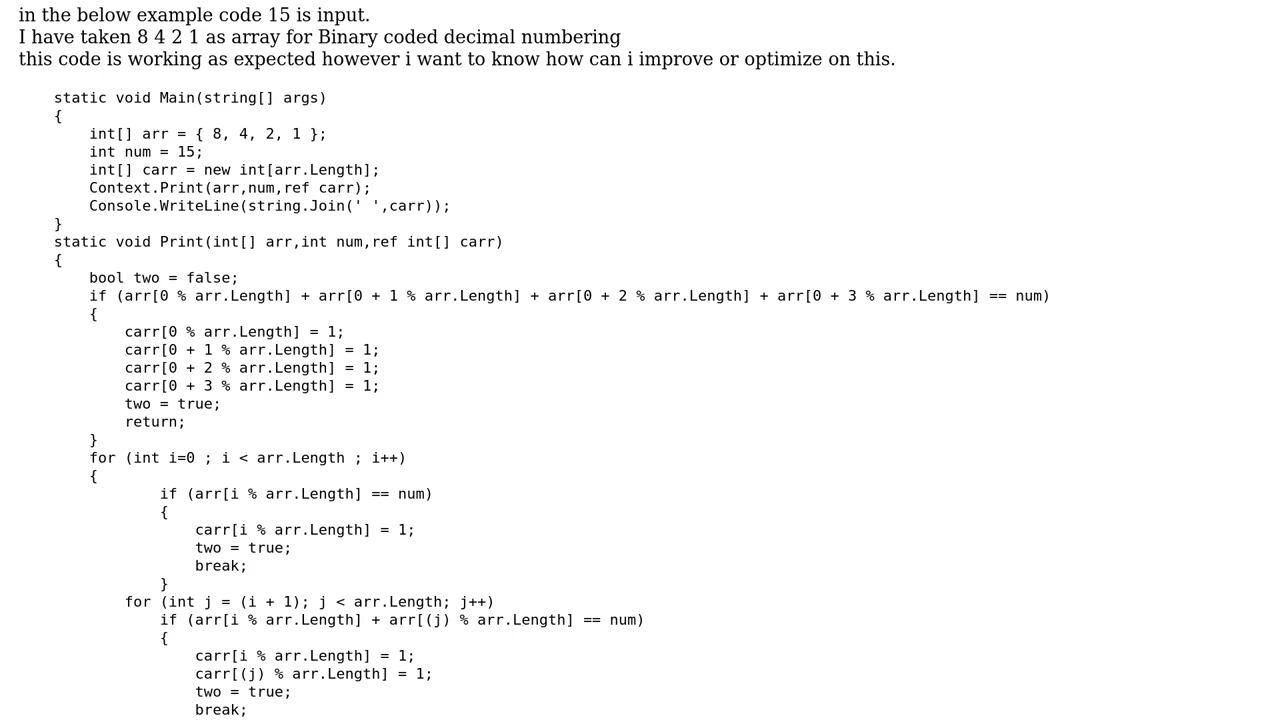 in the below example code 15 is input.
I have taken 8 4 2 1 as array for Binary coded decimal numbering
this code is working as expected however i want to know how can i improve or optimize on this.
static void Main(string[] args)
{
int[] arr = { 8, 4, 2, 1 };
int num = 15;
int[] carr = new int[arr.Length];
Context.Print(arr,num,ref carr);
Console.WriteLine(string.Join(' ',carr));
}
static void Print(int[] arr,int num,ref int[] carr)
{
bool two = false;
if (arr[0 % arr.Length] + arr[0 + 1 % arr.Length] + arr[0 + 2 % arr.Length] + arr[0 + 3 % arr.Length] == num)
{
carr[0 % arr.Length] = 1;
carr[0 + 1 % arr.Length] = 1;
carr[0 + 2 % arr.Length] = 1;
carr[0 + 3 % arr.Length] = 1;
two = true;
return;
}
for (int i=0 ; i < arr.Length ; i++)
{
if (arr[i % arr.Length] == num)
{
carr[i % arr.Length] = 1;
two = true;
break;
}
for (int j = (i + 1); j < arr.Length; j++)
if (arr[i % arr.Length] + arr[(j) % arr.Length] == num)
{
carr[i % arr.Length] = 1;
carr[(j) % arr.Length] = 1;
two = true;
break;